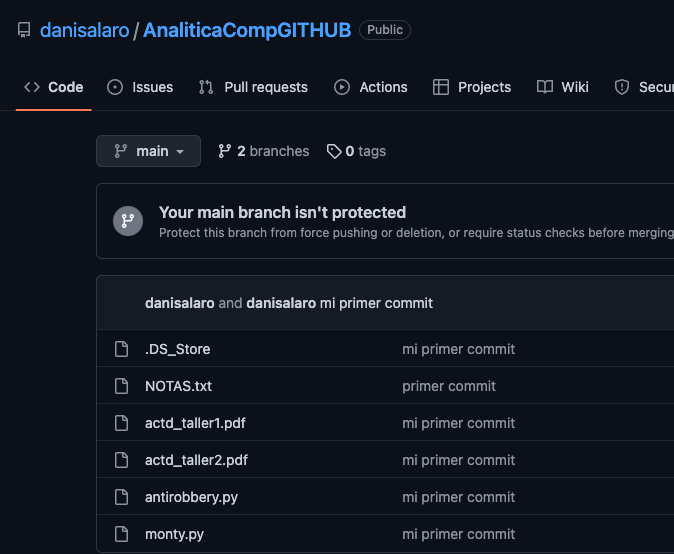 danisalaro / AnaliticaCompGITHUB Public
Code Issues Pull requests Actions Projects Wiki Secur
main 2 branches 0 tags
Your main branch isn't protected
Protect this branch from force pushing or deletion, or require status checks before merging
danisalaro and danisalaro mi primer commit
.DS_Store mi primer commit
NOTAS.txt primer commit
actd_taller1.pdf mi primer commit
actd_taller2.pdf mi primer commit
antirobbery.py mi primer commit
monty.py mi primer commit